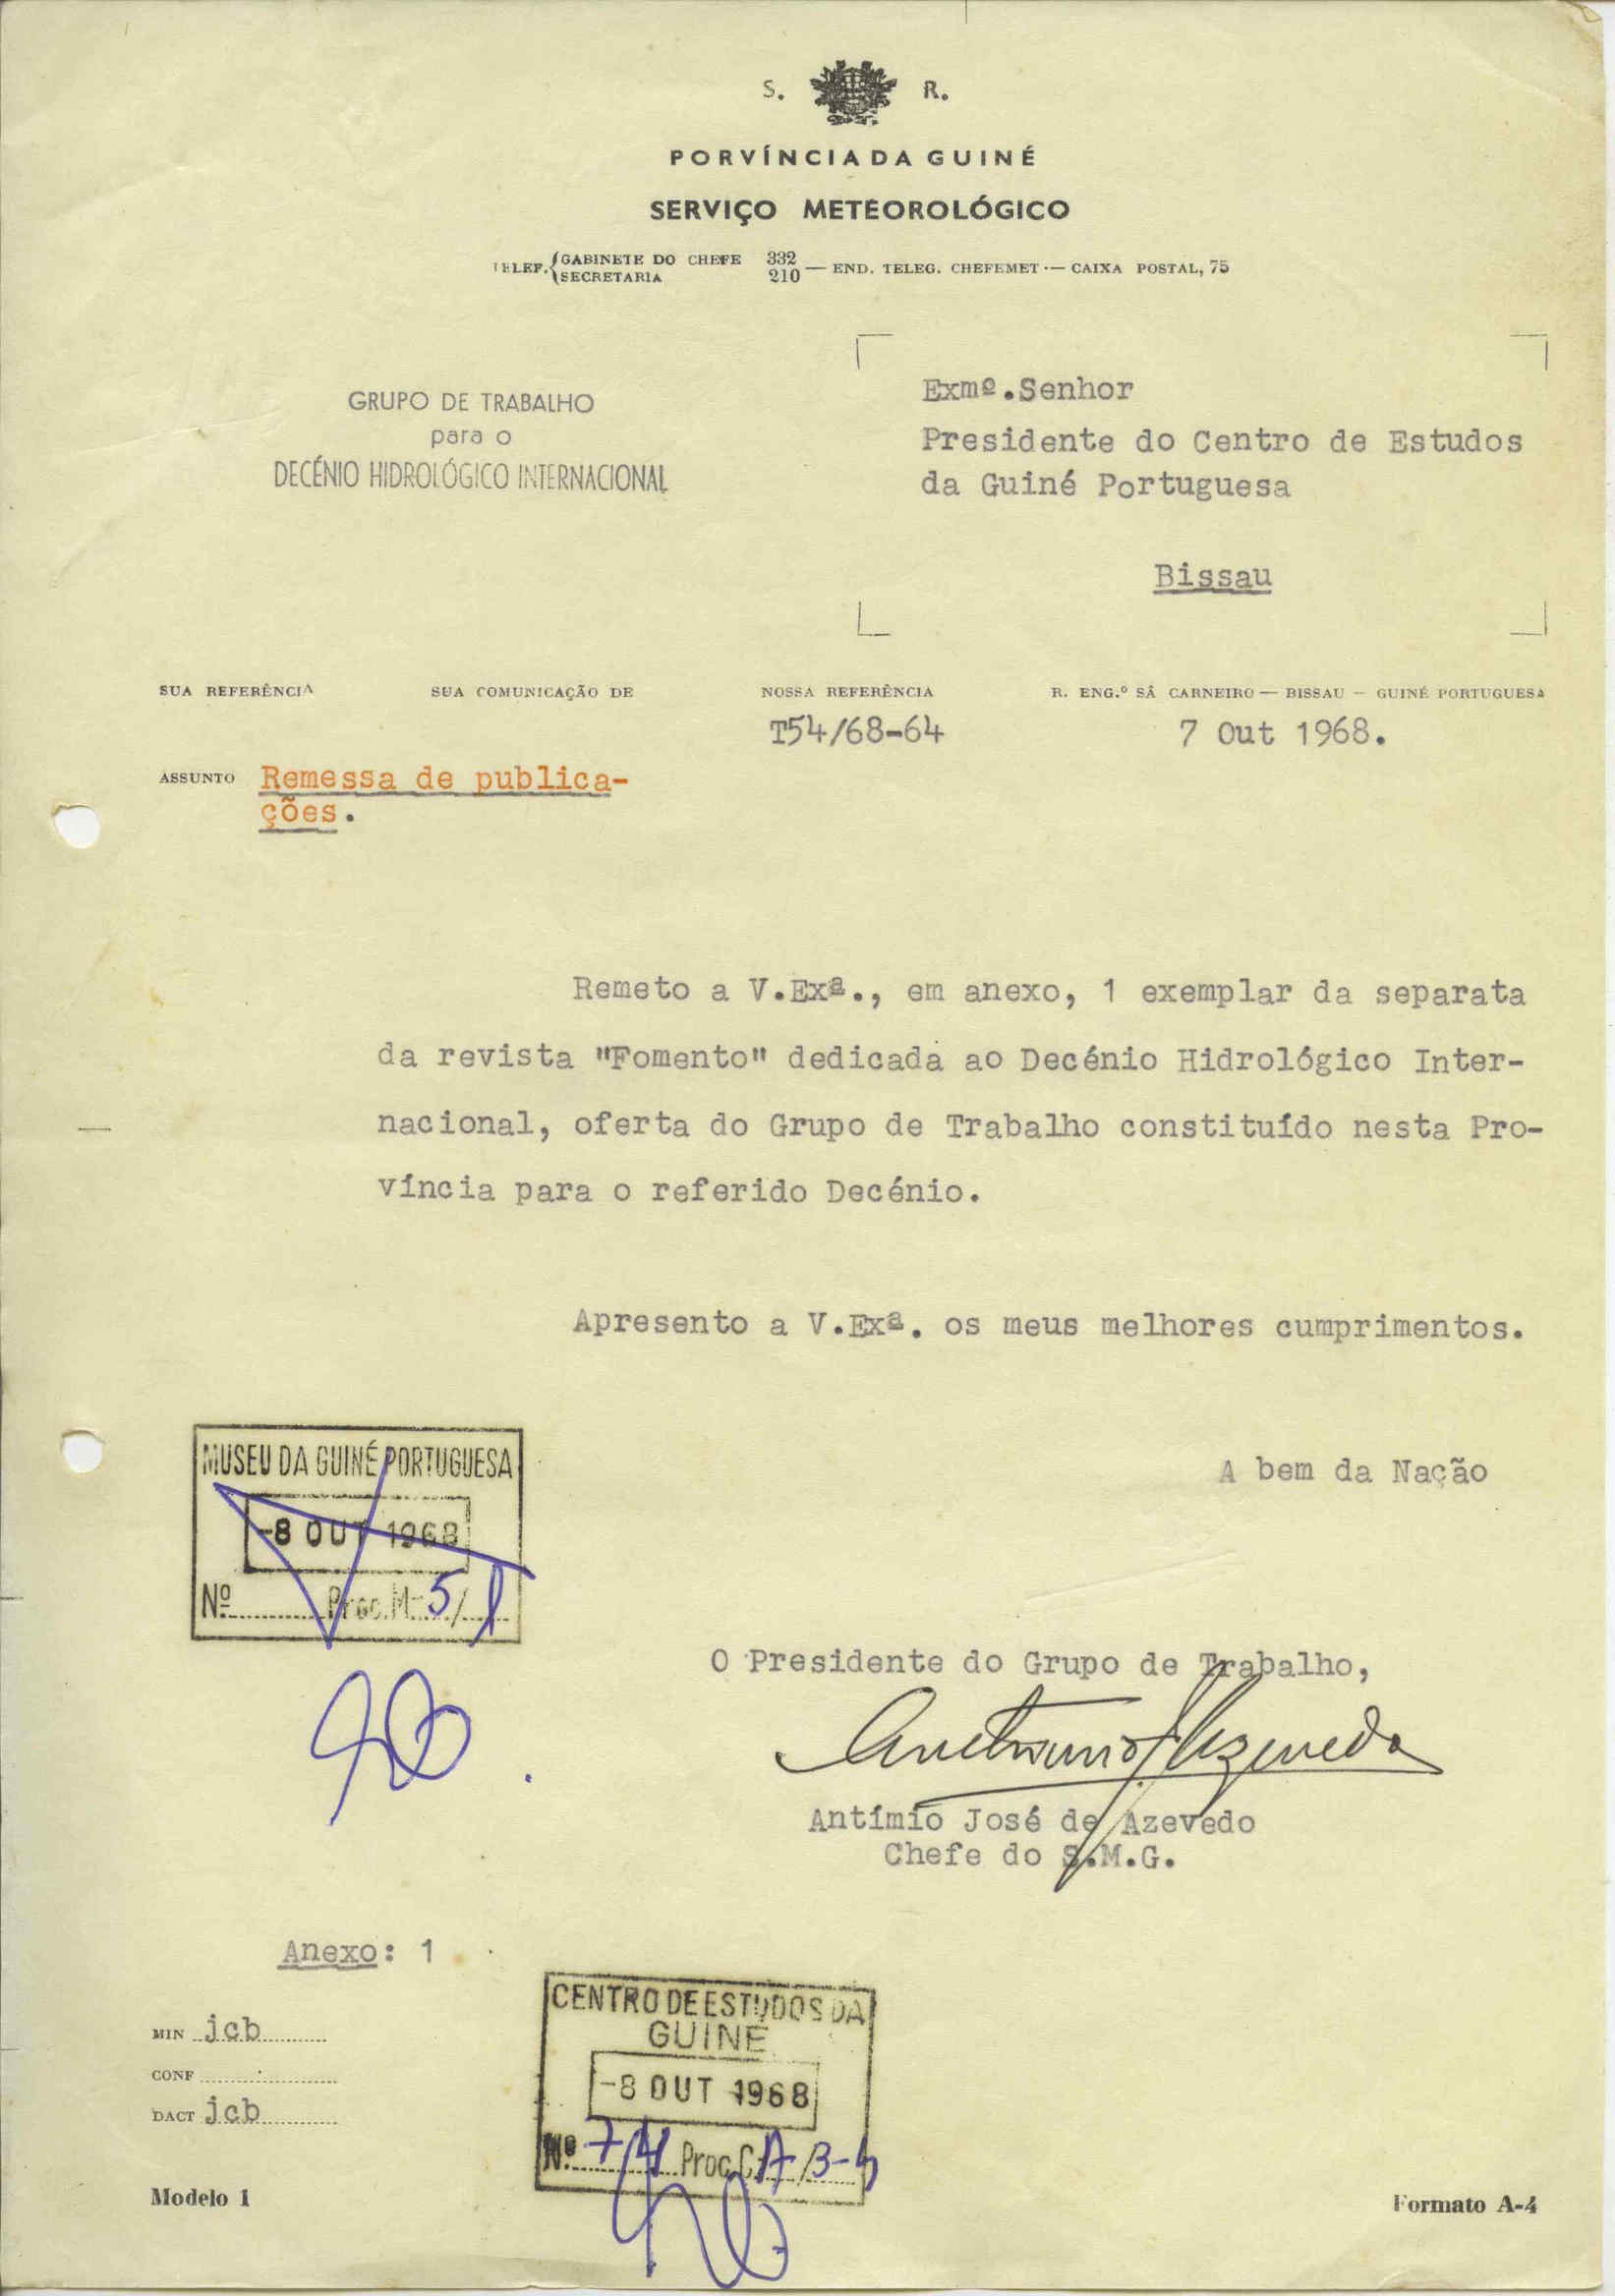 S. R.
PORVÍNCIA DA GUINÉ
SERVIÇO METEOROLÓGICO
TELEF. GABINETE DO CHEFE 332
SECRETARIA 210 — END. TELEG. CHEFEMET — CAIXA POSTAL, 75
GRUPO DE TRABALHO
para o
DECÉNIO HIDROLÓGICO INTERNACIONAL
Exmº.Senhor
Presidente do Centro de Estudos
da Guiné Portuguesa
Bissau
SUA REFERÊNCIA SUA COMUNICAÇÃO DE NOSSA REFERÊNCIA R. ENG.º SÁ CARNEIRO — BISSAU — GUINÉ PORTUGUESA
T54/68-64 7 Out 1968.
ASSUNTO Remessa de publica-
ções.
Remeto a V.Exª., em anexo, 1 exemplar da separata
da revista "Fomento" dedicada ao Decénio Hidrológico Inter-
nacional, oferta do Grupo de Trabalho constituído nesta Pro-
víncia para o referido Decénio.
Apresento a V.Exª. os meus melhores cumprimentos.
A bem da Nação
MUSEU DA GUINÉ PORTUGUESA
-8 OUT 1968
Nº Proc. M-5/
O Presidente do Grupo de Trabalho,
Antímio José de Azevedo
Chefe do S.M.G.
Anexo: 1
CENTRO DE ESTUDOS DA
GUINÉ
-8 OUT 1968
Nº Proc. C. A/B-
MIN jcb
CONF
DACT jcb
Modelo 1
Formato A-4